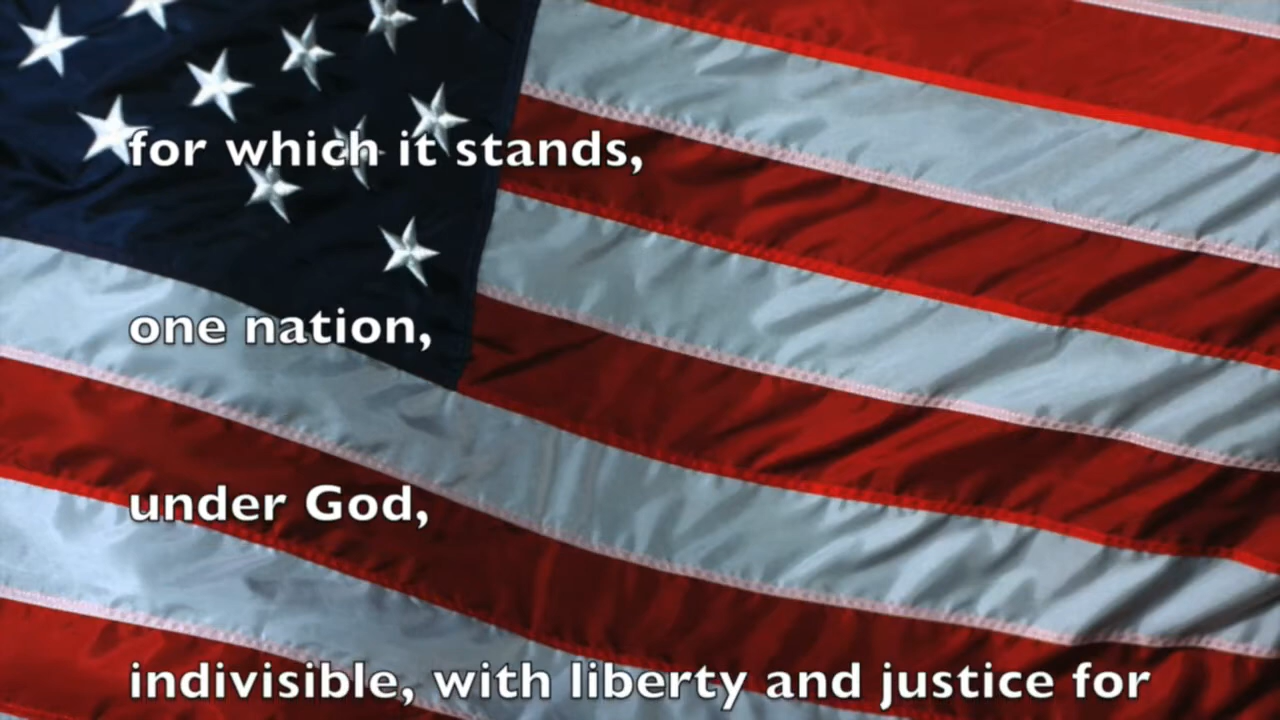 for which it stands,
one nation,
under God,
indivisible, with liberty and justice for